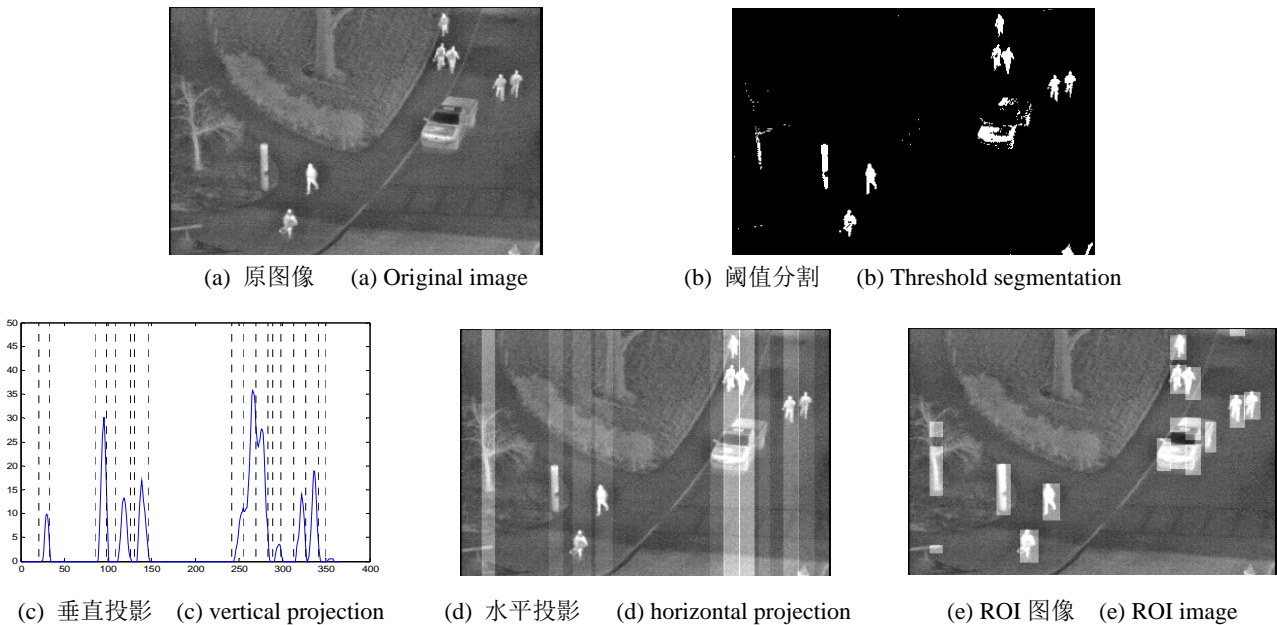 (a) 原图像 (a) Original image
(b) 阈值分割 (b) Threshold segmentation
50
45
40
35
30
25
20
15
10
5
0
0 50 100 150 200 250 300 350 400
(c) 垂直投影 (c) vertical projection
(d) 水平投影 (d) horizontal projection
(e) ROI 图像 (e) ROI image